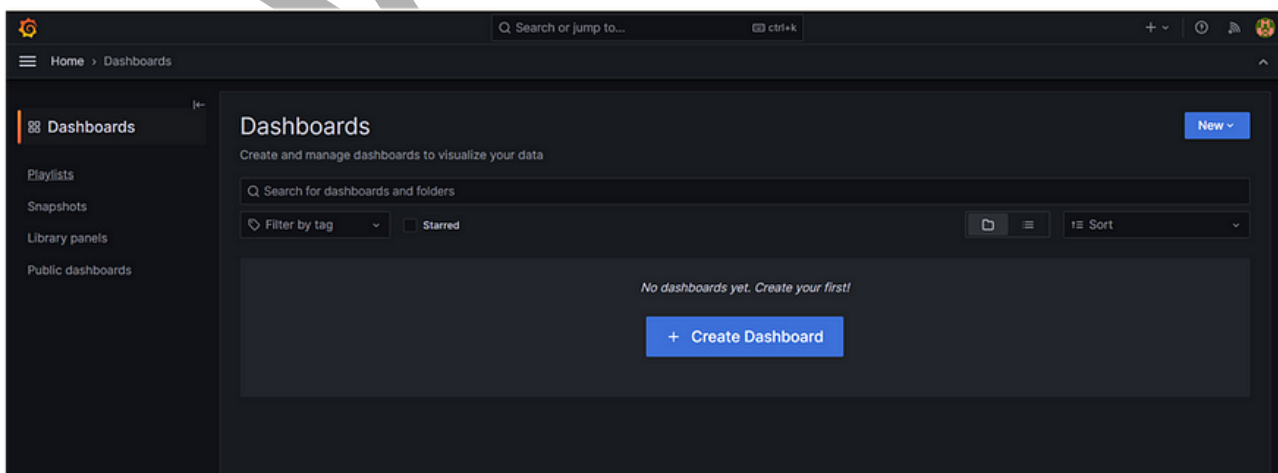 Search or jump to... ctrl+k
Home › Dashboards
Dashboards
Playlists
Snapshots
Library panels
Public dashboards
Dashboards
New
Create and manage dashboards to visualize your data
Search for dashboards and folders
Filter by tag Starred Sort
No dashboards yet. Create your first!
+ Create Dashboard